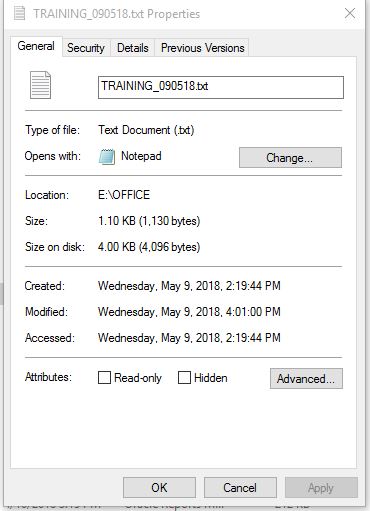 TRAINING_090518.txt Properties
General Security Details Previous Versions
TRAINING_090518.txt
Type of file: Text Document (.txt)
Opens with: Notepad Change...
Location: E:\OFFICE
Size: 1.10 KB (1,130 bytes)
Size on disk: 4.00 KB (4,096 bytes)
Created: Wednesday, May 9, 2018, 2:19:44 PM
Modified: Wednesday, May 9, 2018, 4:01:00 PM
Accessed: Wednesday, May 9, 2018, 2:19:44 PM
Attributes: Read-only Hidden Advanced...
OK Cancel Apply